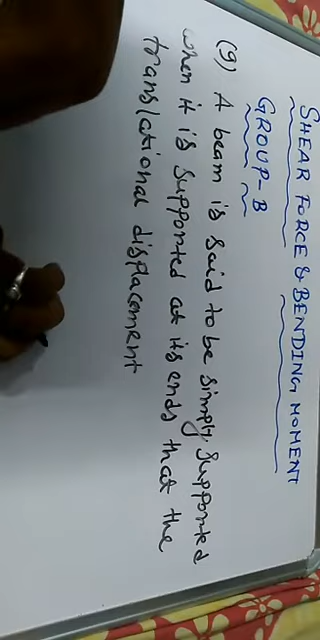 SHEAR FORCE & BENDING MOMENT
GROUP-B
(9) A beam is said to be simply supported
when it is supported at its ends that the
translational displacement